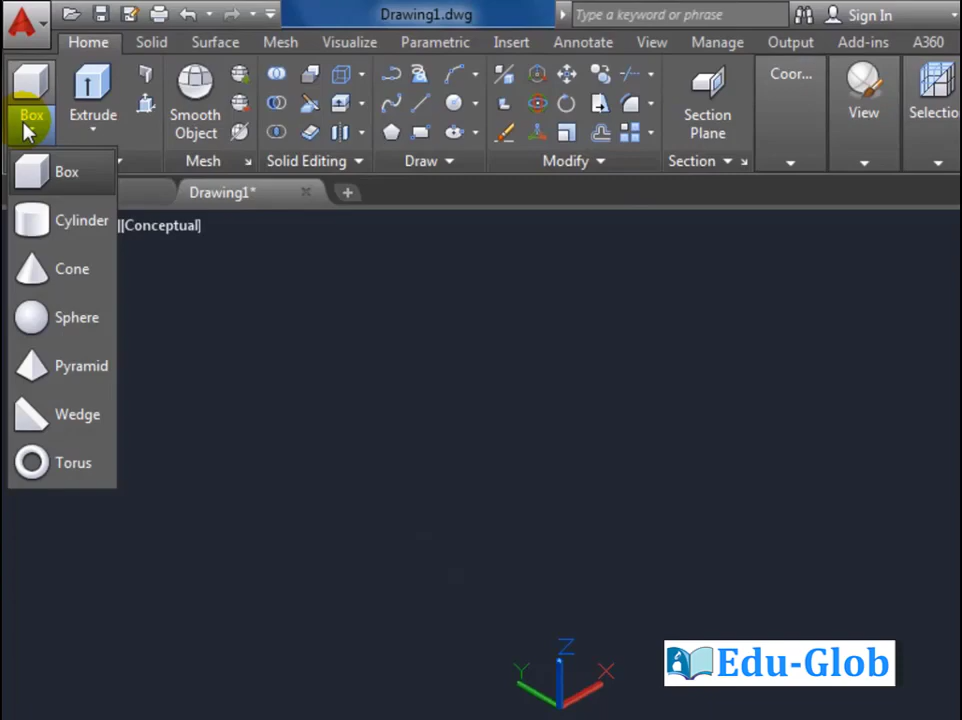 Drawing1.dwg
Type a keyword or phrase
Sign In
Home Solid Surface Mesh Visualize Parametric Insert Annotate View Manage Output Add-ins A360
Box
Extrude
Smooth
Object
Section
Plane
Coor...
View
Selectio
Mesh
Solid Editing
Draw
Modify
Section
Drawing1*
][Conceptual]
Box
Cylinder
Cone
Sphere
Pyramid
Wedge
Torus
Z
Y X
Edu-Glob